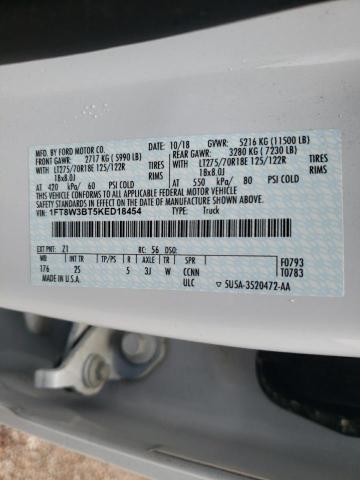 MFD. BY FORD MOTOR CO. 10/18 GVWR: 5216 KG (11500 LB)
FRONT GAWR: 2717 KG (5990 LB) REAR GAWR: 3280 KG (7230 LB)
WITH LT275/70R18E 125/122R TIRES WITH LT275/70R18E 125/122R TIRES
18x8.0J RIMS 18x8.0J RIMS
AT 420 kPa/ 60 PSI COLD AT 550 kPa/ 80 PSI COLD
THIS VEHICLE CONFORMS TO ALL APPLICABLE FEDERAL MOTOR VEHICLE
SAFETY STANDARDS IN EFFECT ON THE DATE OF MANUFACTURE SHOWN ABOVE.
VIN: 1FT8W3BT5KED18454 TYPE: Truck
EXT PNT: Z1 RC: 56 DSO: F0793
WB INT TR TP/PS R AXLE TR SPR T0783
176 2S 5 3J W CCNN
MADE IN U.S.A. ULC 5USA-3520472-AA